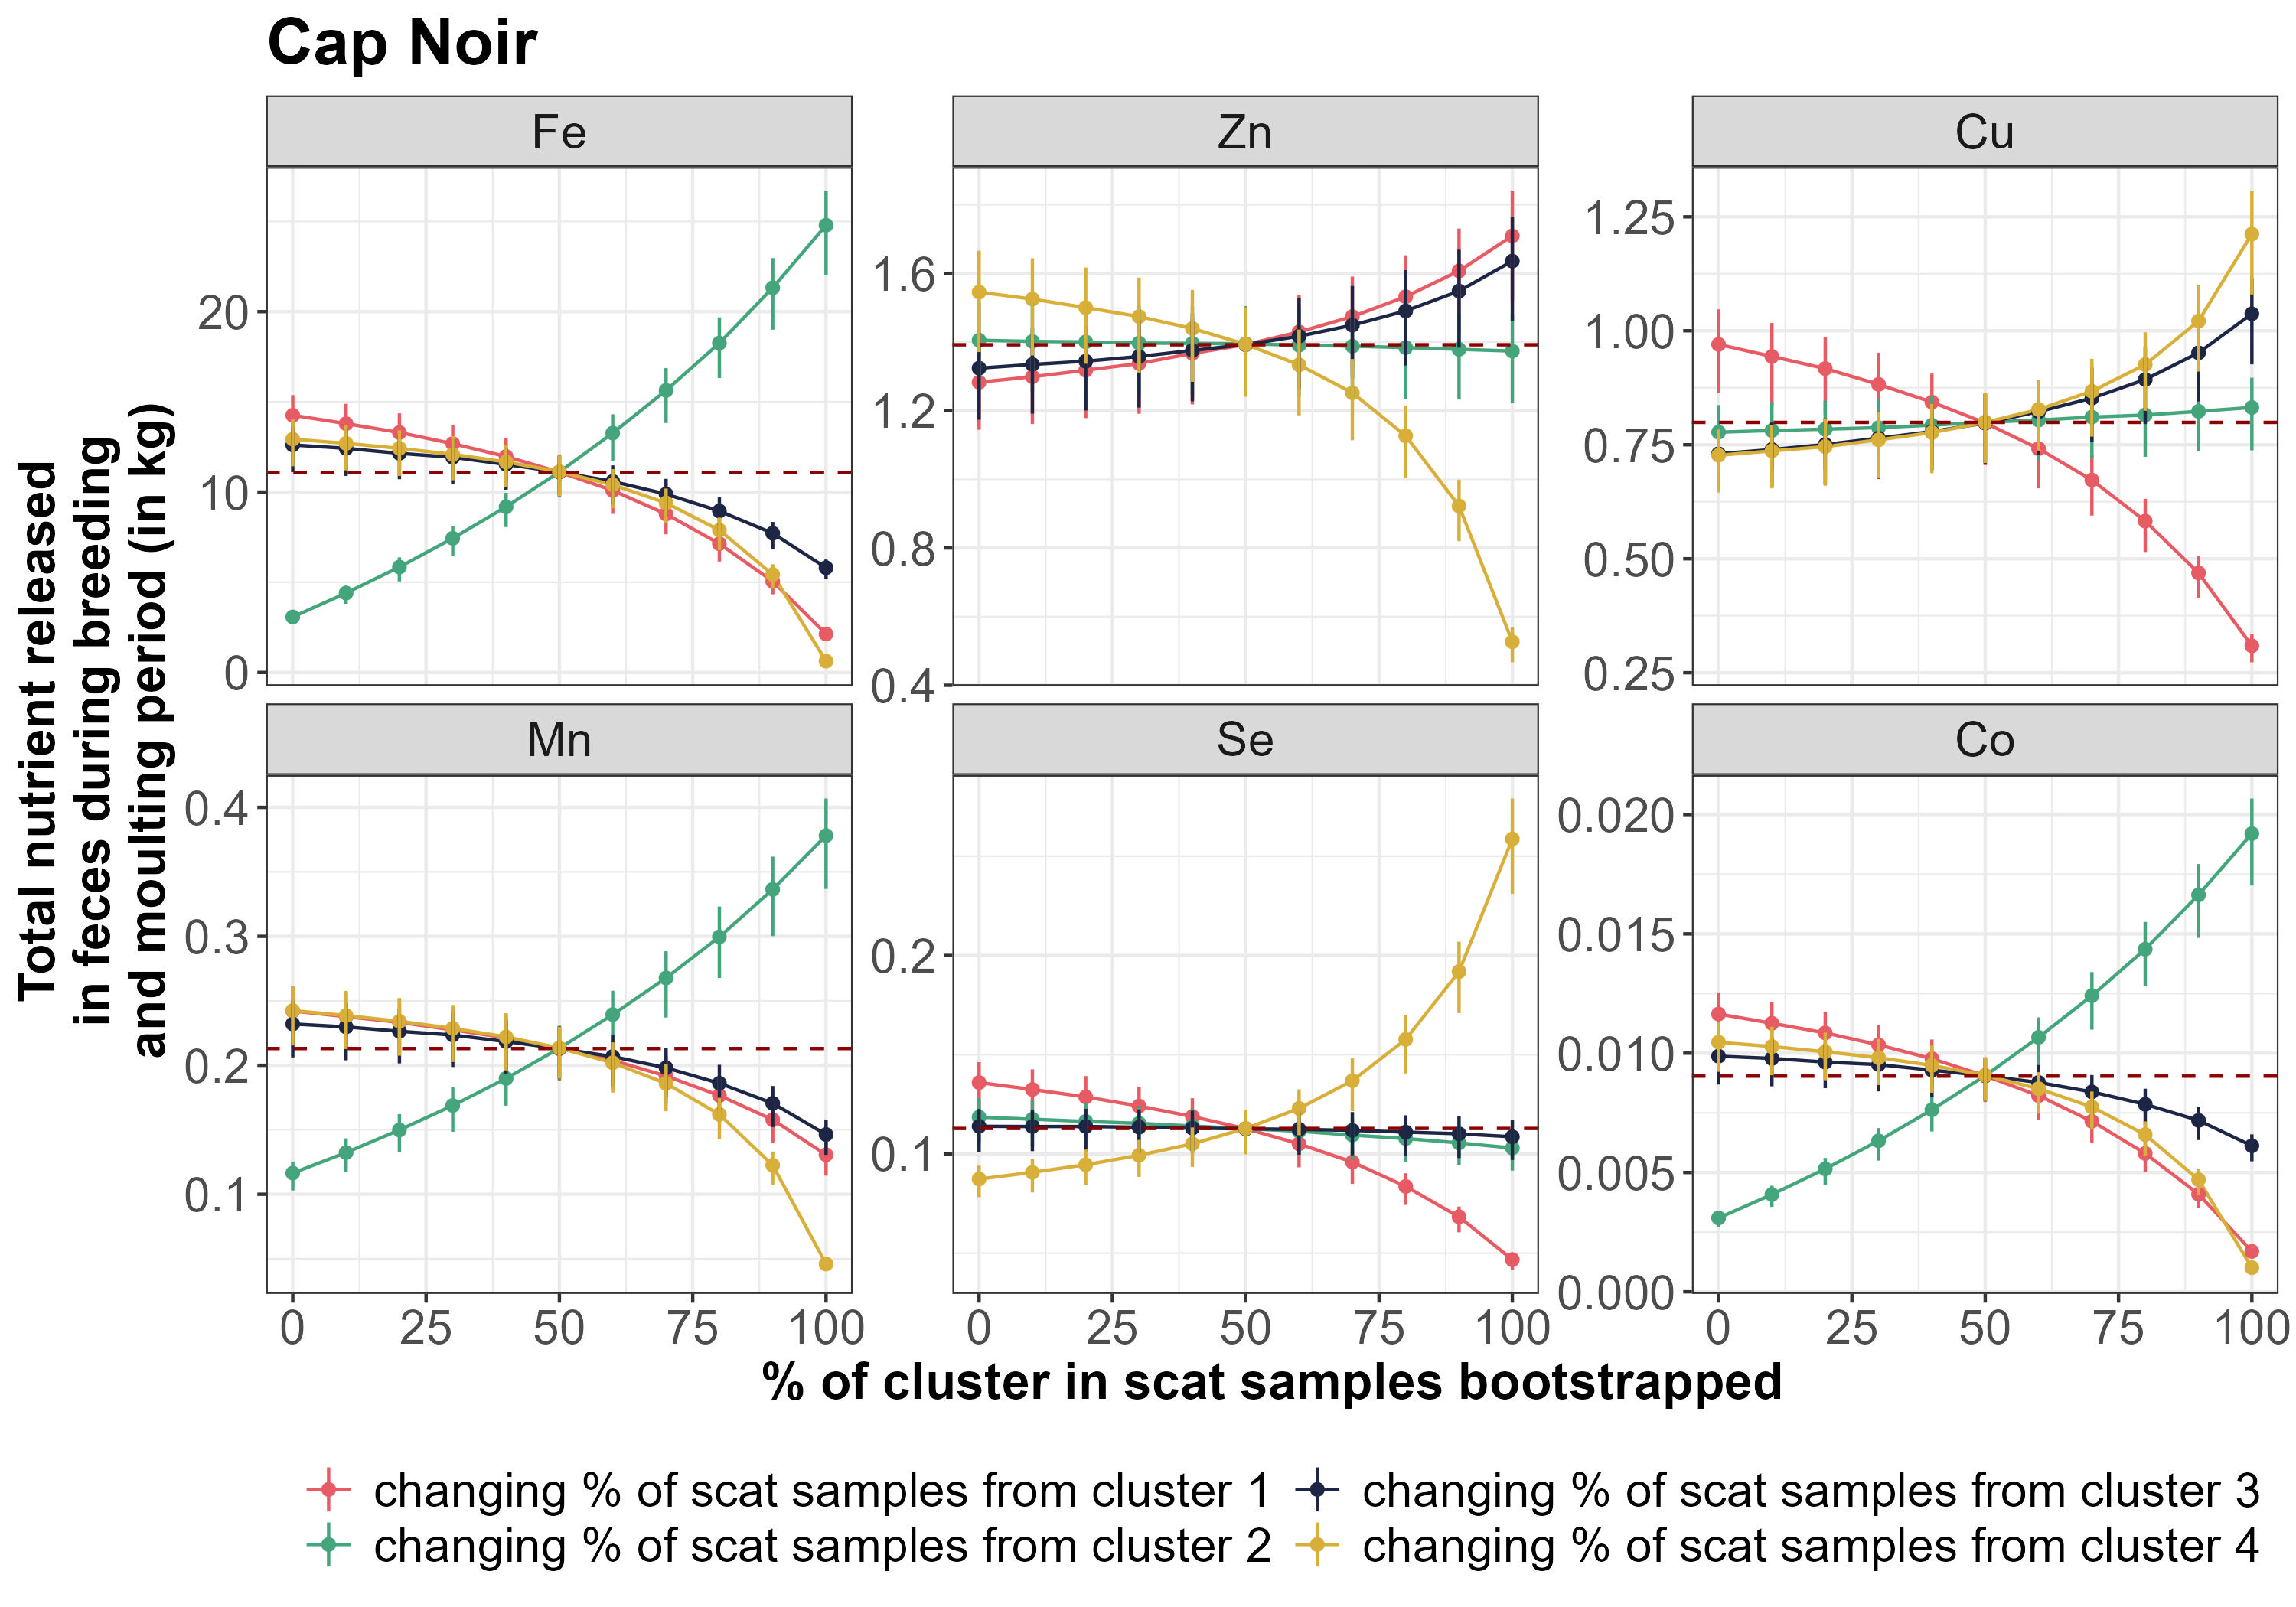 Cap Noir
Total nutrient released
in feces during breeding
and moulting period (in kg)
Fe
20
10
0
Zn
1.6
1.2
0.8
0.4
Cu
1.25
1.00
0.75
0.50
0.25
Mn
0.4
0.3
0.2
0.1
0 25 50 75 100
Se
0.2
0.1
0 25 50 75 100
Co
0.020
0.015
0.010
0.005
0.000
0 25 50 75 100
% of cluster in scat samples bootstrapped
changing % of scat samples from cluster 1
changing % of scat samples from cluster 2
changing % of scat samples from cluster 3
changing % of scat samples from cluster 4